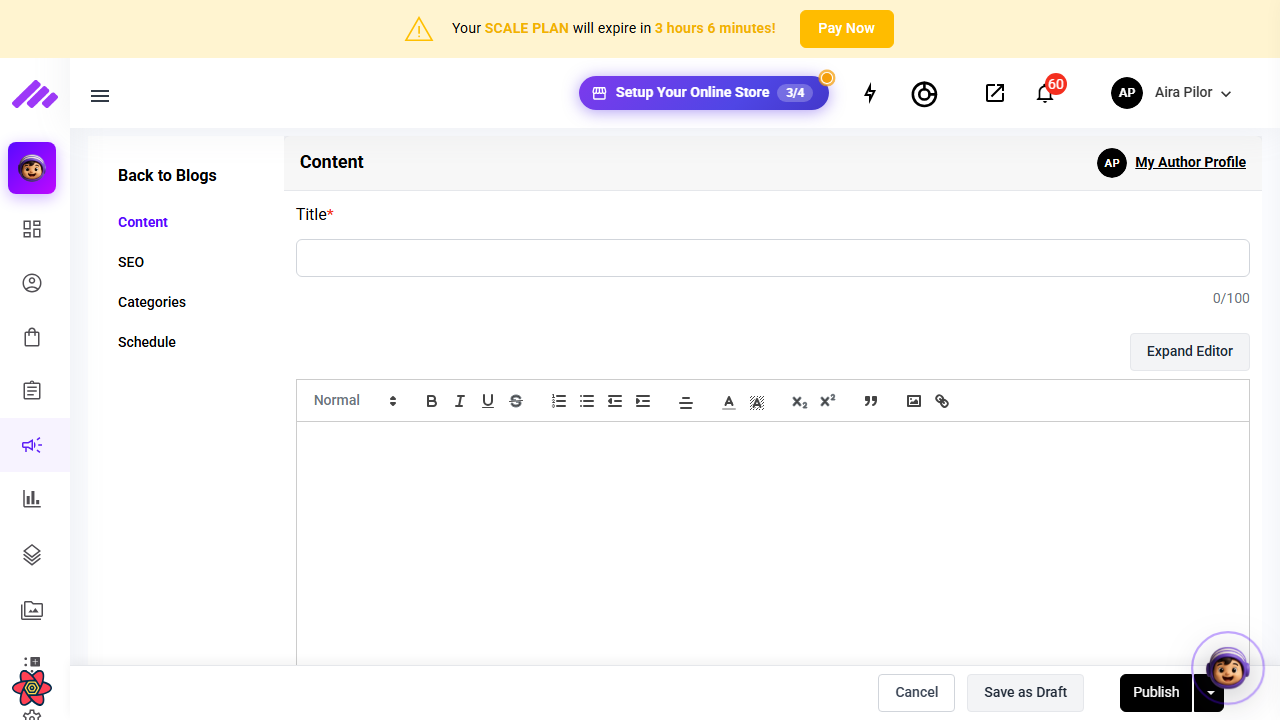 Your SCALE PLAN will expire in 3 hours 6 minutes!
Pay Now
Setup Your Online Store 3/4
60
AP
Aira Pilor
Back to Blogs
Content
SEO
Categories
Schedule
Content
AP
My Author Profile
Title*
0/100
Expand Editor
Normal
Cancel
Save as Draft
Publish